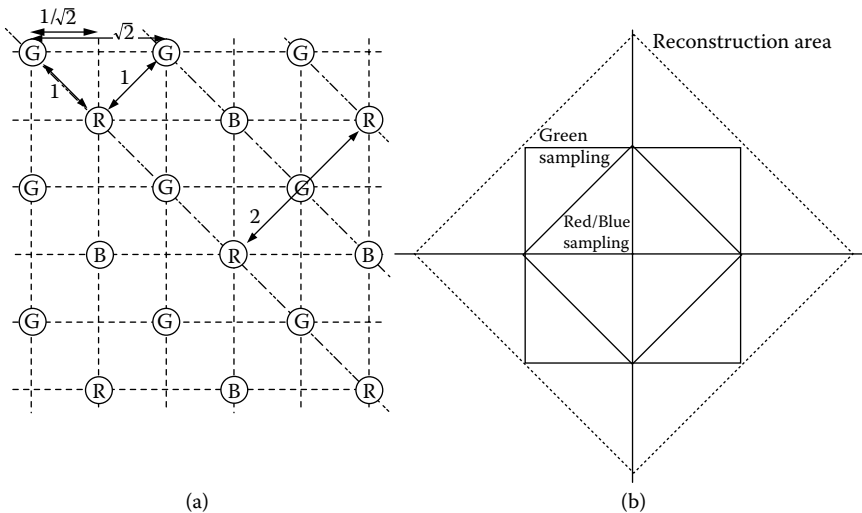 1/√2
√2
G G G
1 1
R B R
G G G
2
B R B
G G G
R B R
(a)
Reconstruction area
Green
sampling
Red/Blue
sampling
(b)